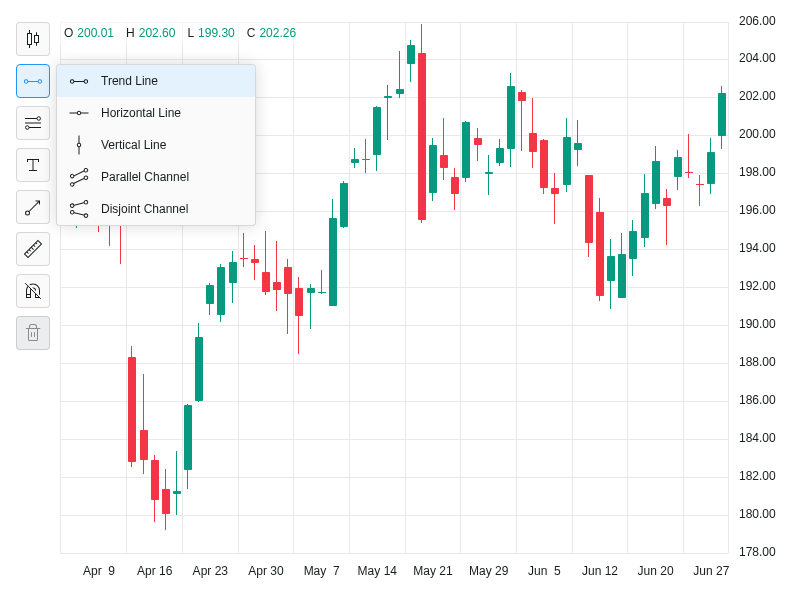 O 200.01 H 202.60 L 199.30 C 202.26
Trend Line
Horizontal Line
Vertical Line
Parallel Channel
Disjoint Channel
T
206.00
204.00
202.00
200.00
198.00
196.00
194.00
192.00
190.00
188.00
186.00
184.00
182.00
180.00
178.00
Apr 9 Apr 16 Apr 23 Apr 30 May 7 May 14 May 21 May 29 Jun 5 Jun 12 Jun 20 Jun 27